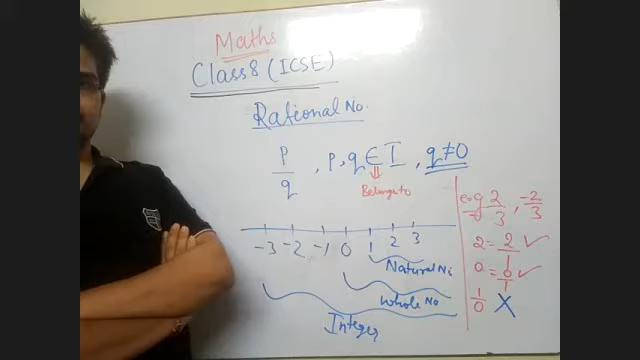 Maths
Class 8 (ICSE)
Rational No.
p/q , p, q ∈ I , q ≠ 0
Belongs to
-3 -2 -1 0 1 2 3
Natural No
Whole No
Integer
e.g 2/3 , -2/3
2 = 2/1 ✓
0 = 0/1 ✓
1/0 X